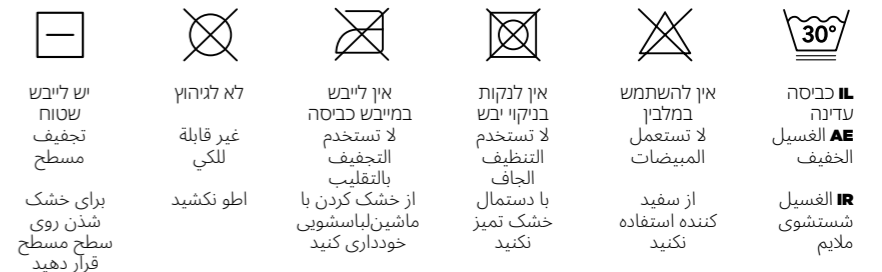 30°
IL כביסה
עדינה
AE الغسيل
الخفيف
IR الغسيل
شستشوی
ملایم
אין להשתמש
במלבין
لا تستعمل
المبيضات
از سفید
کننده استفاده
نکنید
אין לנקות
בניקוי יבש
لا تستخدم
التنظيف
الجاف
با دستمال
خشک تمیز
نکنید
אין לייבש
במייבש כביסה
لا تستخدم
التجفيف
بالتقليب
از خشک کردن با
ماشین‌لباسشویی
خودداری کنید
לא לגיהוץ
غير قابلة
للكي
اطو نکشید
יש לייבש
שטוח
تجفيف
مسطح
برای خشک
شذن روی
سطح مسطح
قرار دهید